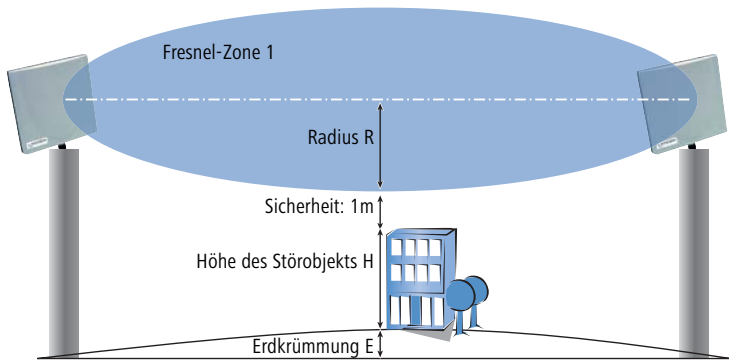 Fresnel-Zone 1
Radius R
Sicherheit: 1m
Höhe des Störobjekts H
Erdkrümmung E